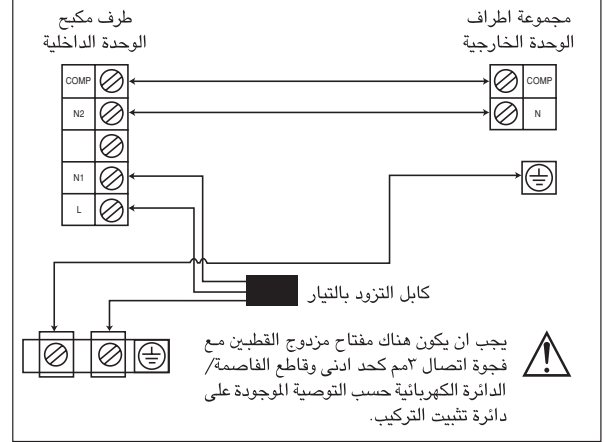 مجموعة اطراف
الوحدة الخارجية
طرف مكبح
الوحدة الداخلية
COMP
COMP
N2
N
N1
L
كابل التزود بالتيار
يجب ان يكون هناك مفتاح مزدوج القطبين مع
فجوة اتصال ٣مم كحد ادنى وقاطع الفاصمة/
الدائرة الكهربائية حسب التوصية الموجودة على
دائرة تثبيت التركيب.